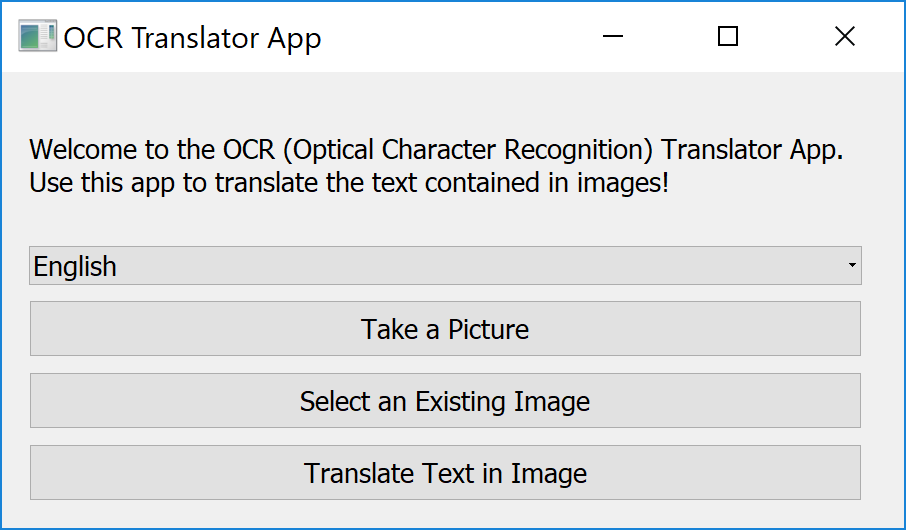 OCR Translator App
Welcome to the OCR (Optical Character Recognition) Translator App.
Use this app to translate the text contained in images!
English
Take a Picture
Select an Existing Image
Translate Text in Image